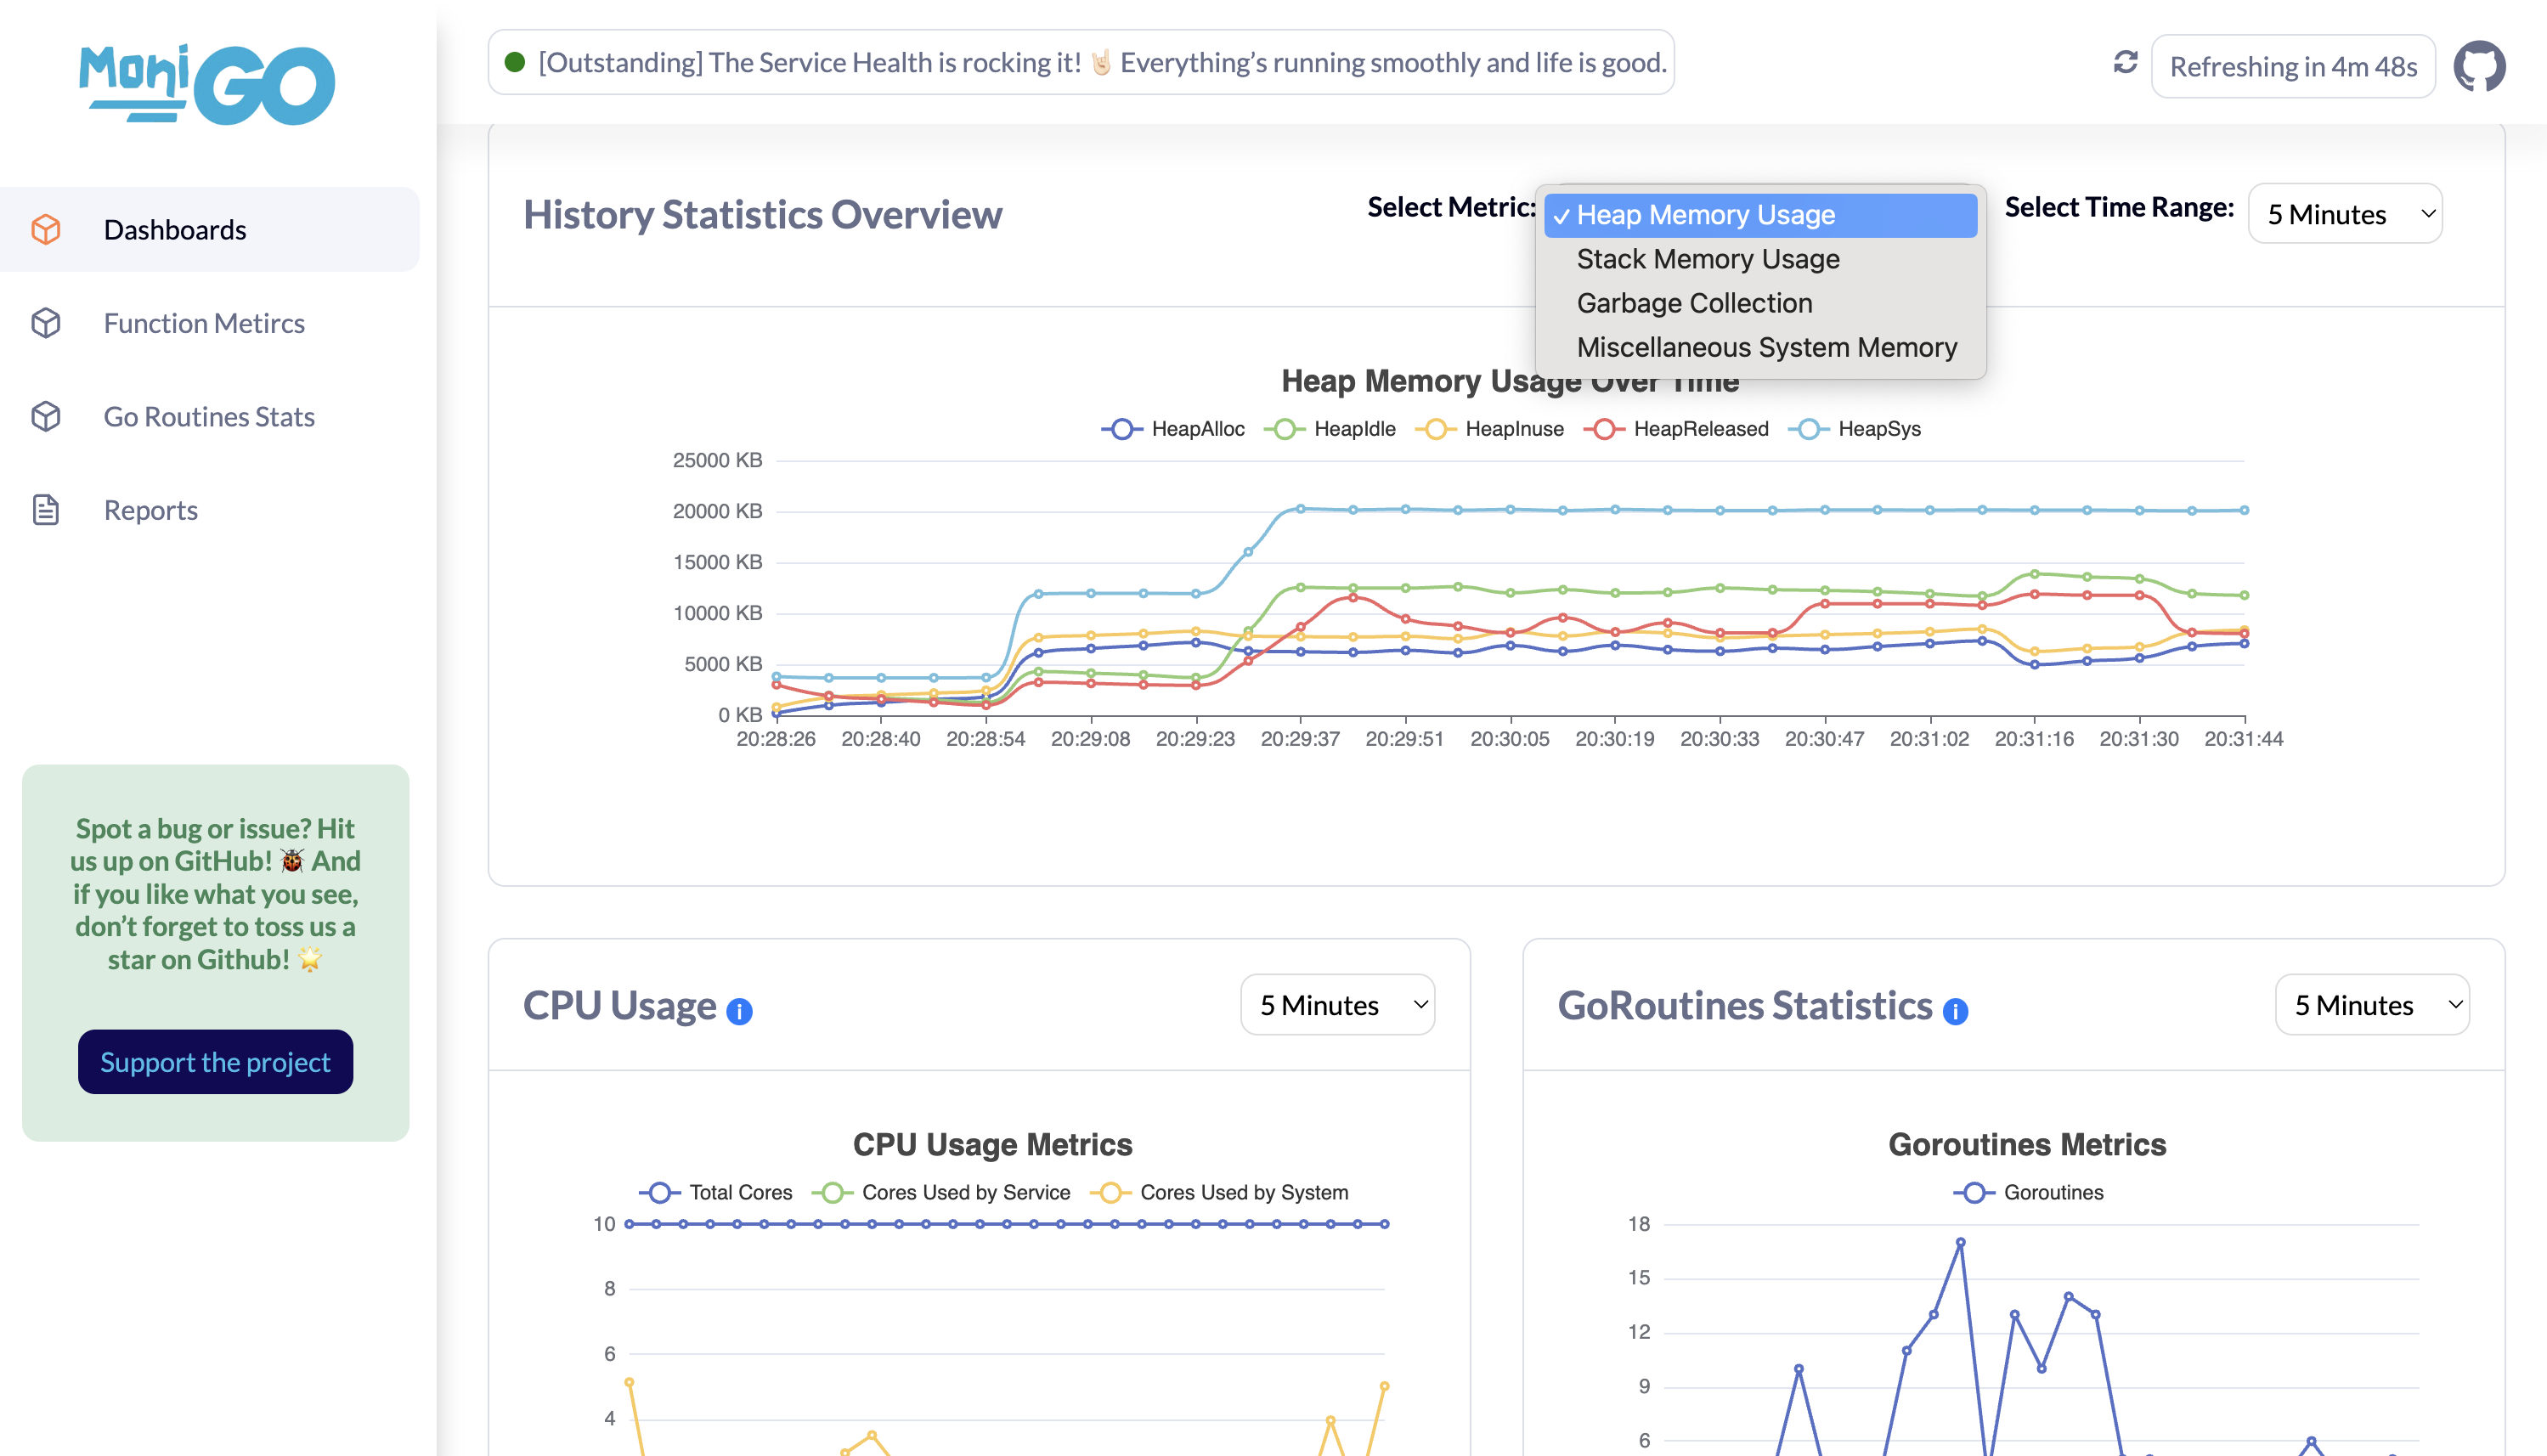 MoniGO
Dashboards
Function Metircs
Go Routines Stats
Reports
Spot a bug or issue? Hit
us up on GitHub! 🐞 And
if you like what you see,
don’t forget to toss us a
star on Github! 🌟
Support the project
[Outstanding] The Service Health is rocking it! 🤘🏻 Everything’s running smoothly and life is good.
Refreshing in 4m 48s
History Statistics Overview
Select Metric:
✓ Heap Memory Usage
Stack Memory Usage
Garbage Collection
Miscellaneous System Memory
Select Time Range:
5 Minutes
Heap Memory Usage Over Time
HeapAlloc HeapIdle HeapInuse HeapReleased HeapSys
25000 KB
20000 KB
15000 KB
10000 KB
5000 KB
0 KB
20:28:26 20:28:40 20:28:54 20:29:08 20:29:23 20:29:37 20:29:51 20:30:05 20:30:19 20:30:33 20:30:47 20:31:02 20:31:16 20:31:30 20:31:44
CPU Usage i
5 Minutes
CPU Usage Metrics
Total Cores Cores Used by Service Cores Used by System
10
8
6
4
GoRoutines Statistics i
5 Minutes
Goroutines Metrics
Goroutines
18
15
12
9
6